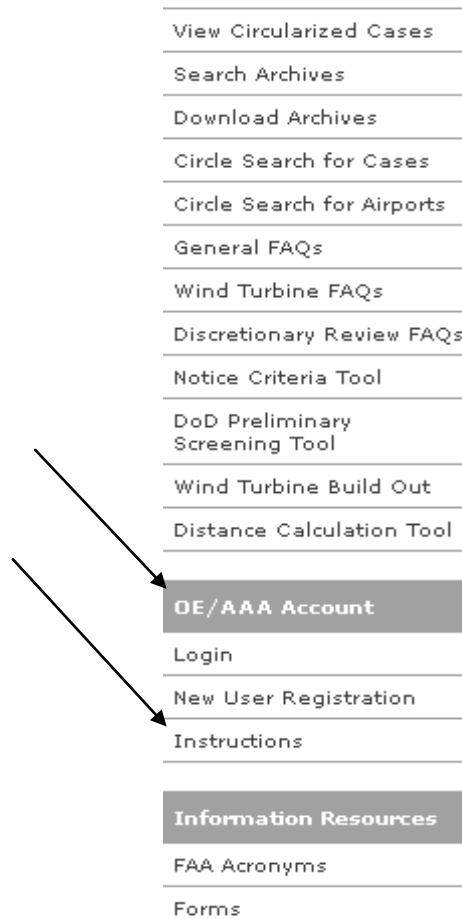 View Circularized Cases
Search Archives
Download Archives
Circle Search for Cases
Circle Search for Airports
General FAQs
Wind Turbine FAQs
Discretionary Review FAQs
Notice Criteria Tool
DoD Preliminary
Screening Tool
Wind Turbine Build Out
Distance Calculation Tool
OE/AAA Account
Login
New User Registration
Instructions
Information Resources
FAA Acronyms
Forms